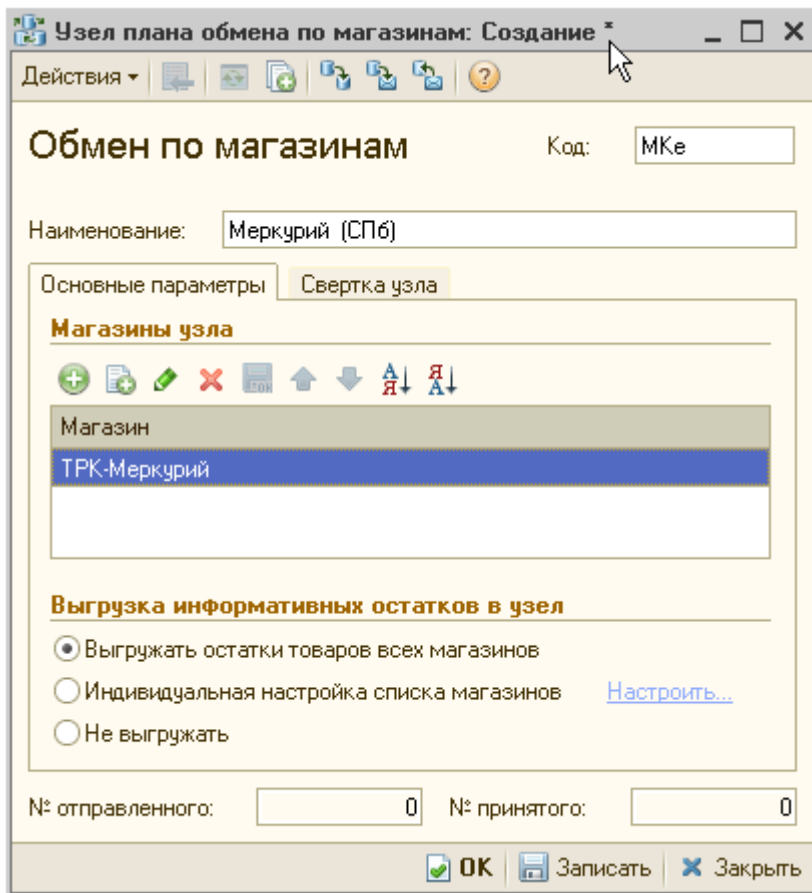 Узел плана обмена по магазинам: Создание *
Действия
Обмен по магазинам Код: МКе
Наименование: Меркурий (СПб)
Основные параметры Свертка узла
Магазины узла
Магазин
ТРК-Меркурий
Выгрузка информативных остатков в узел
Выгружать остатки товаров всех магазинов
Индивидуальная настройка списка магазинов Настроить...
Не выгружать
№ отправленного: 0 № принятого: 0
OK Записать Закрыть